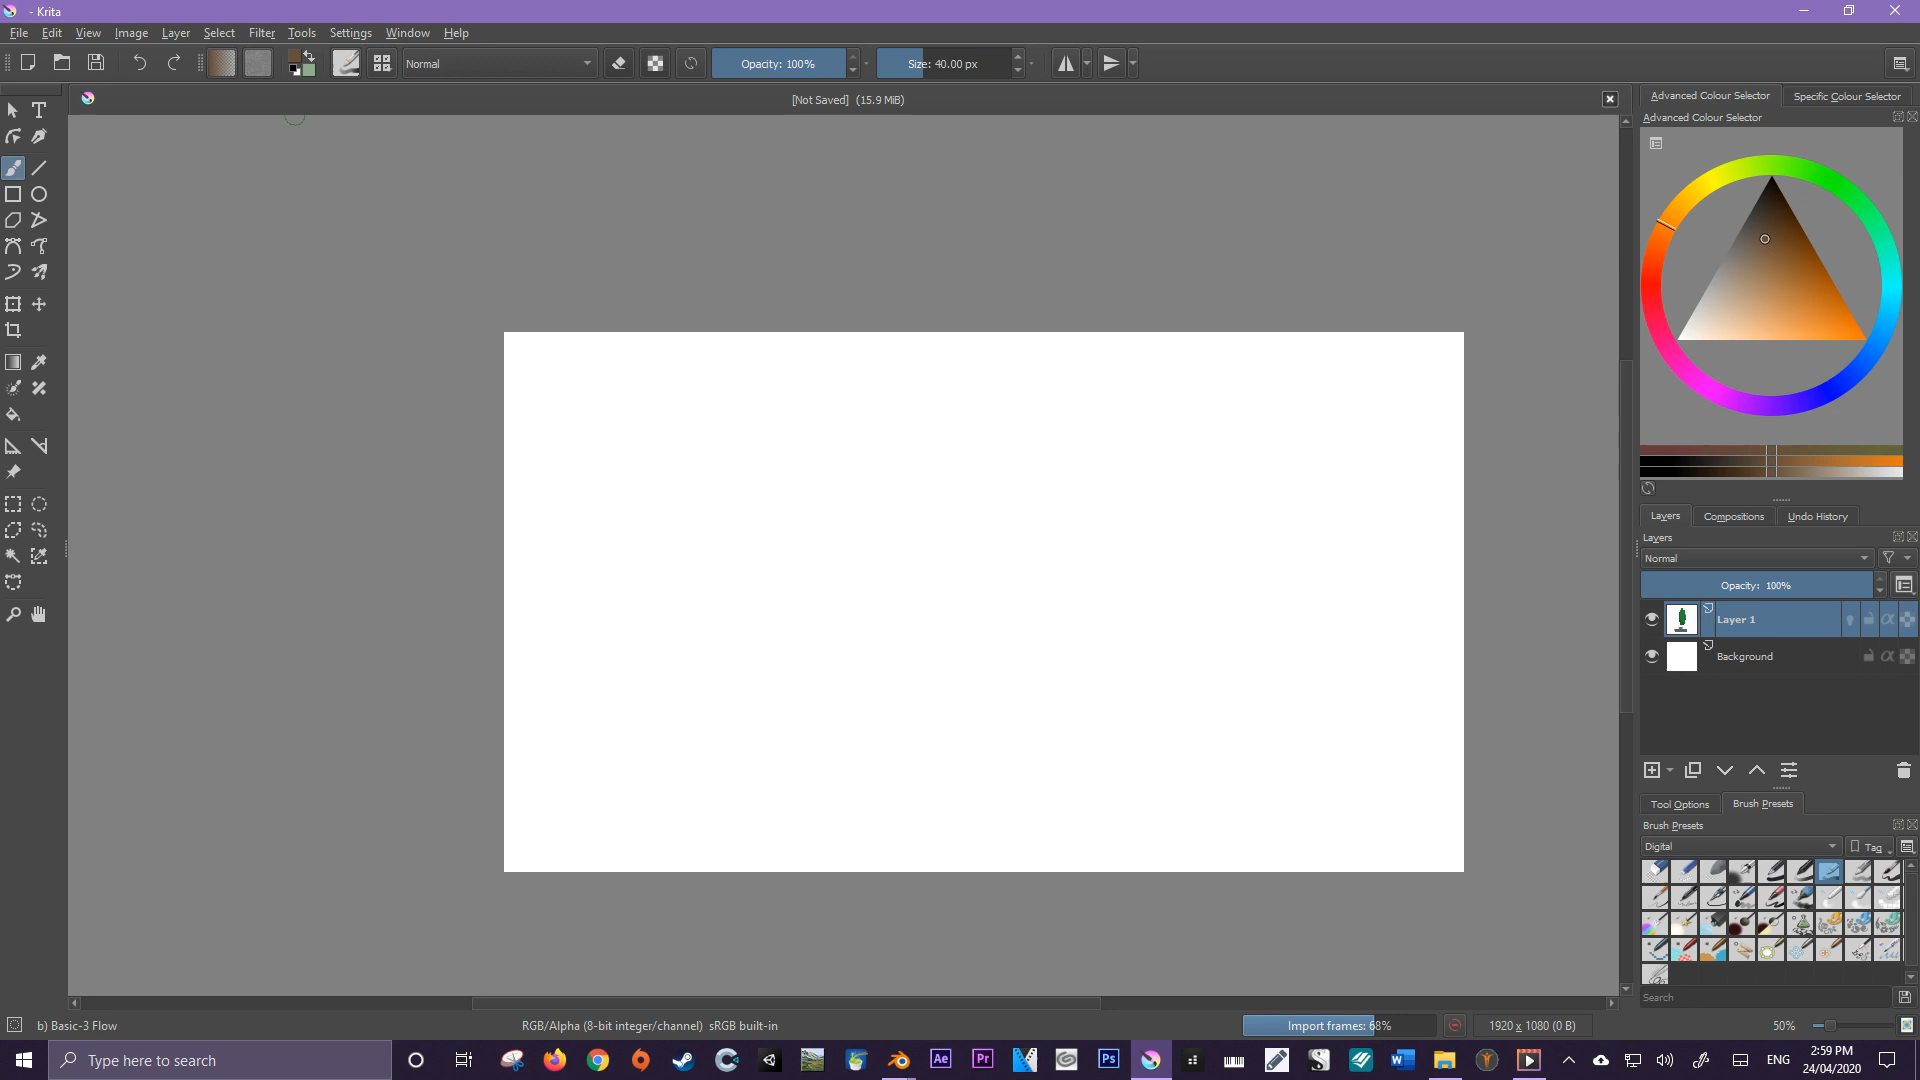 - Krita
File Edit View Image Layer Select Filter Tools Settings Window Help
Normal Opacity: 100% Size: 40.00 px
[Not Saved] (15.9 MiB)
Advanced Colour Selector Specific Colour Selector
Advanced Colour Selector
Layers Compositions Undo History
Layers
Normal
Opacity: 100%
Layer 1
Background
Tool Options Brush Presets
Brush Presets
Digital Tag
Search
b) Basic-3 Flow RGB/Alpha (8-bit integer/channel) sRGB built-in Import frames: 68% 1920 x 1080 (0 B) 50%
Type here to search Ae Pr Ps W ENG 2:59 PM
24/04/2020